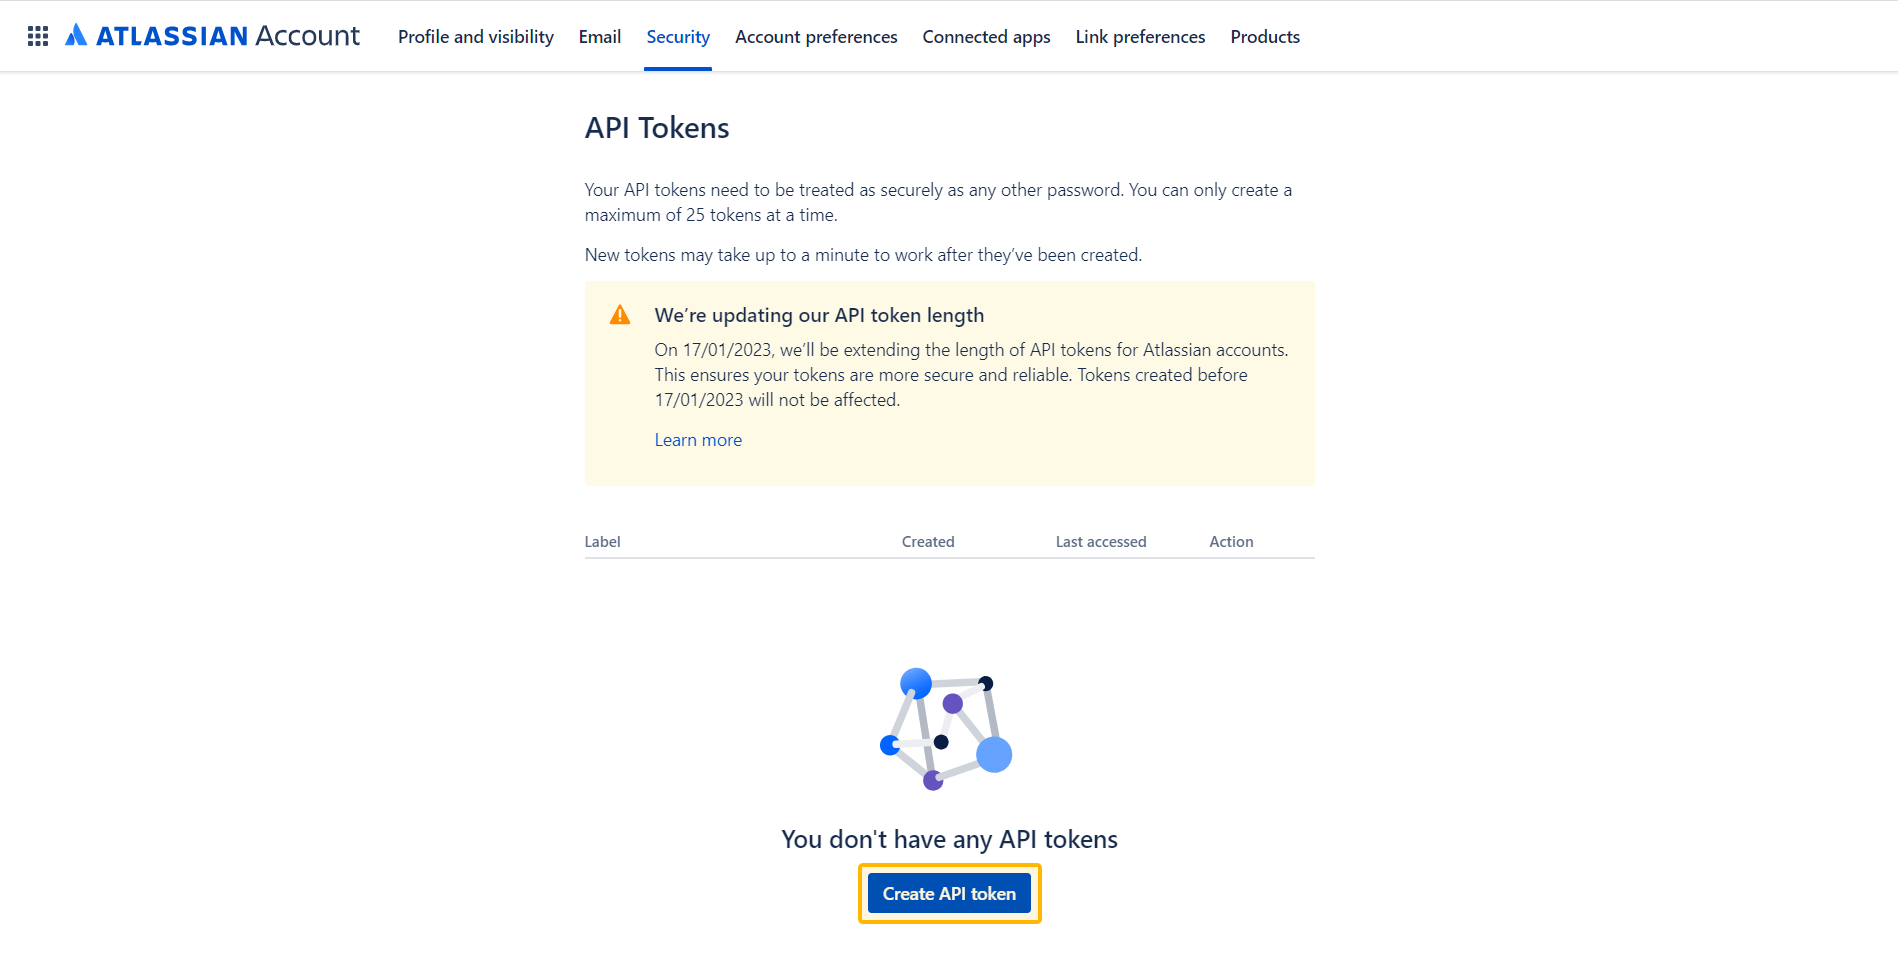 ATLASSIAN Account
Profile and visibility
Email
Security
Account preferences
Connected apps
Link preferences
Products
API Tokens
Your API tokens need to be treated as securely as any other password. You can only create a
maximum of 25 tokens at a time.
New tokens may take up to a minute to work after they’ve been created.
We’re updating our API token length
On 17/01/2023, we’ll be extending the length of API tokens for Atlassian accounts.
This ensures your tokens are more secure and reliable. Tokens created before
17/01/2023 will not be affected.
Learn more
Label
Created
Last accessed
Action
You don't have any API tokens
Create API token